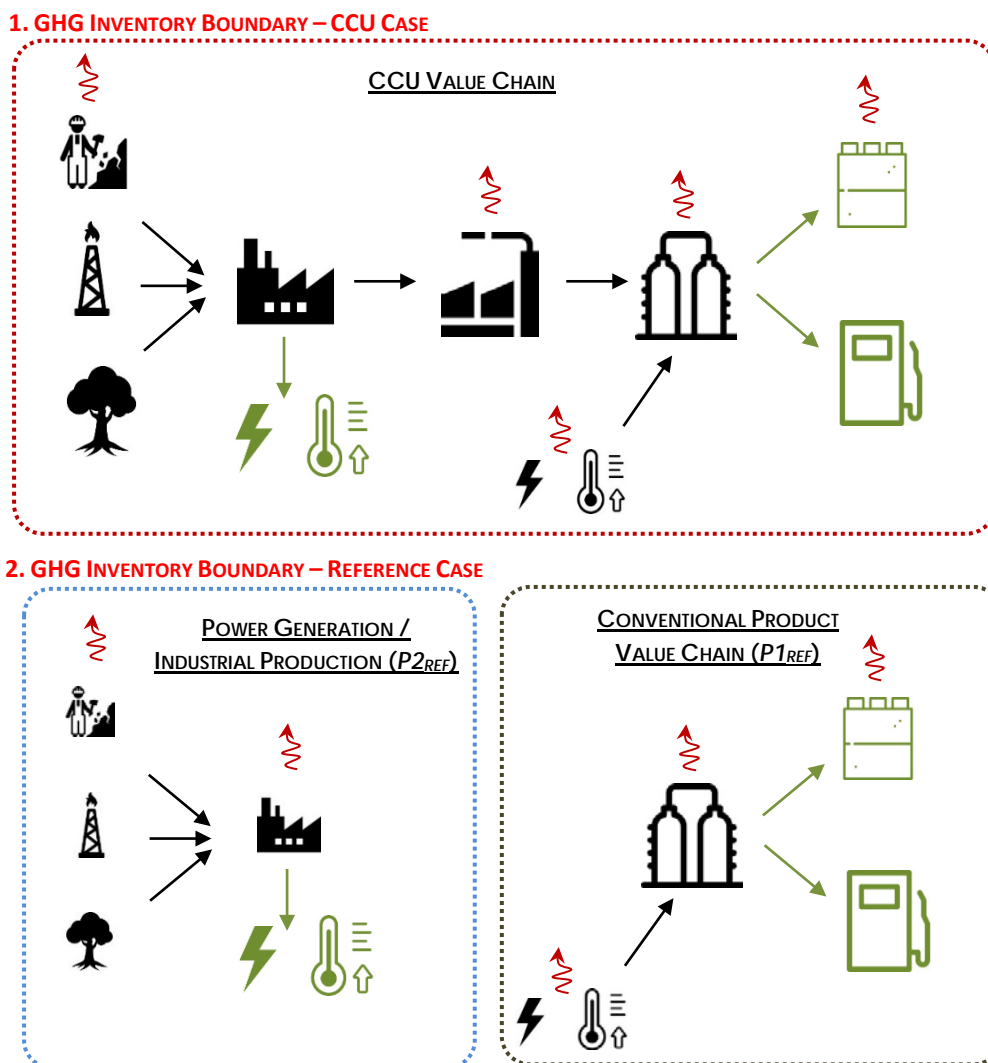 1. GHG INVENTORY BOUNDARY – CCU CASE
CCU VALUE CHAIN
2. GHG INVENTORY BOUNDARY – REFERENCE CASE
POWER GENERATION /
INDUSTRIAL PRODUCTION (P2REF)
CONVENTIONAL PRODUCT
VALUE CHAIN (P1REF)